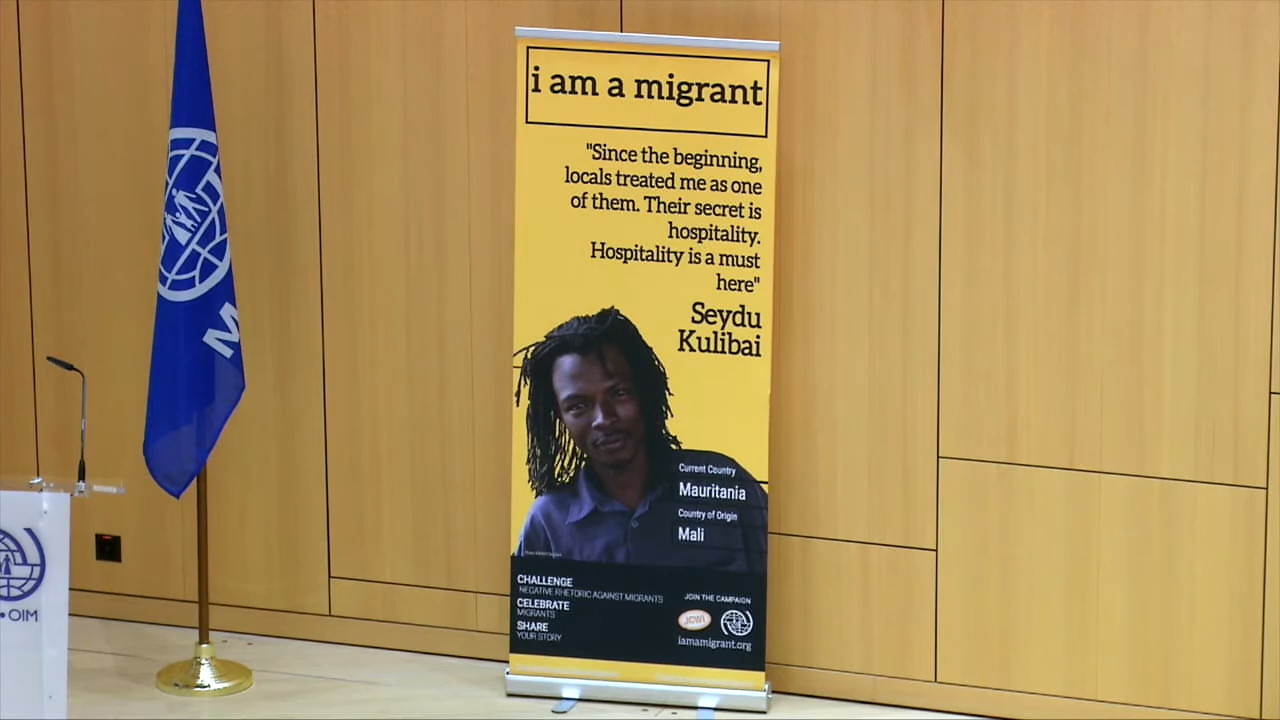 i am a migrant
"Since the beginning,
locals treated me as one
of them. Their secret is
hospitality.
Hospitality is a must
here"
Seydu
Kulibai
Current Country
Mauritania
Country of Origin
Mali
CHALLENGE
NEGATIVE RHETORIC AGAINST MIGRANTS
CELEBRATE
MIGRANTS
SHARE
YOUR STORY
JOIN THE CAMPAIGN
iamamigrant.org
M
• OIM